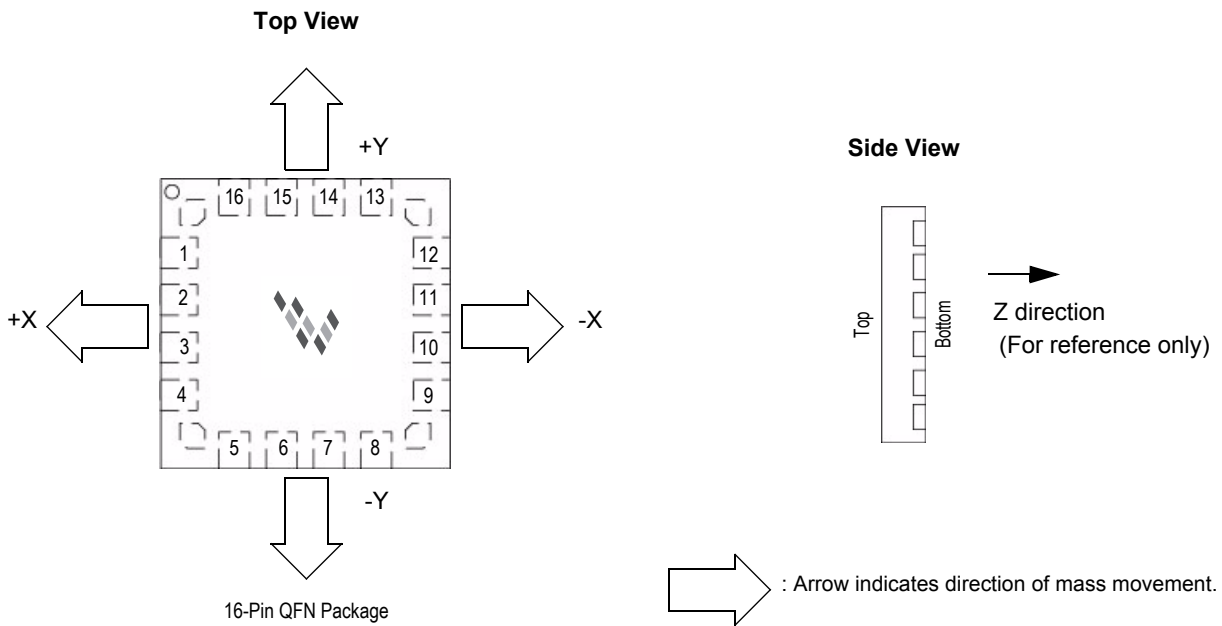 Top View
+Y
16 15 14 13
1 12
2 11
+X -X
3 10
4 9
5 6 7 8
-Y
16-Pin QFN Package
Side View
Top
Bottom
Z direction
(For reference only)
: Arrow indicates direction of mass movement.